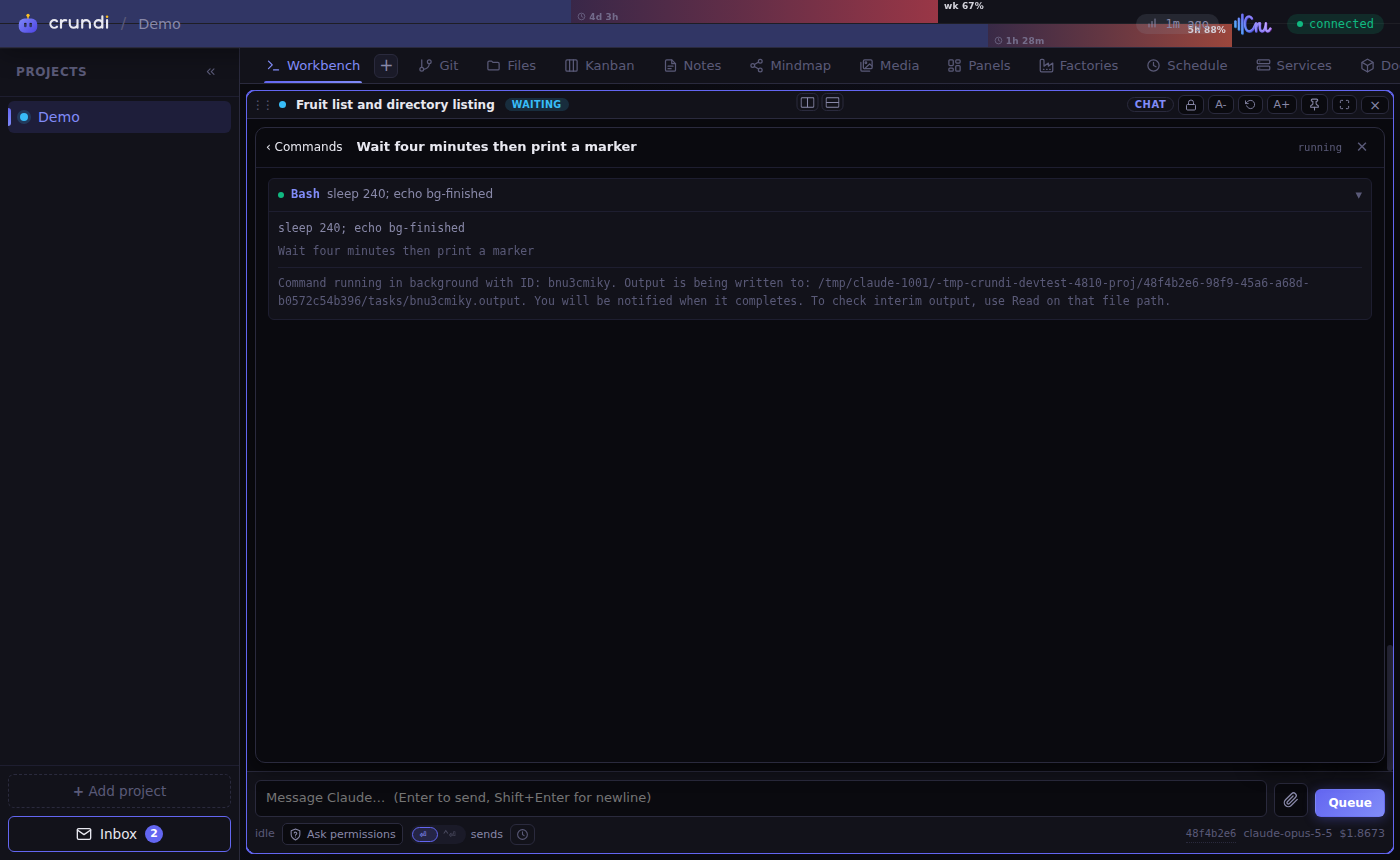 crundi / Demo
4d 3h
wk 67%
1h 28m
5h 88%
1m ago
Cru
connected
PROJECTS «
Demo
+ Add project
Inbox 2
Workbench + Git Files Kanban Notes Mindmap Media Panels Factories Schedule Services Do
Fruit list and directory listing WAITING
CHAT A- A+ ×
‹ Commands Wait four minutes then print a marker running ×
Bash sleep 240; echo bg-finished
sleep 240; echo bg-finished
Wait four minutes then print a marker
Command running in background with ID: bnu3cmiky. Output is being written to: /tmp/claude-1001/-tmp-crundi-devtest-4810-proj/48f4b2e6-98f9-45a6-a68d-
b0572c54b396/tasks/bnu3cmiky.output. You will be notified when it completes. To check interim output, use Read on that file path.
Message Claude… (Enter to send, Shift+Enter for newline)
Queue
idle Ask permissions ⏎ ^⏎ sends
48f4b2e6 claude-opus-5-5 $1.8673